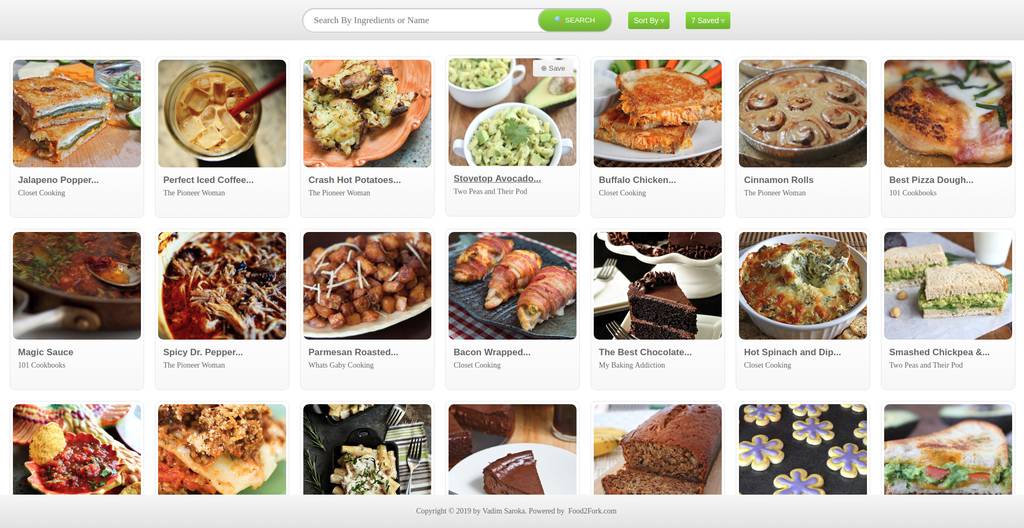 Search By Ingredients or Name
SEARCH
Sort By ▿
7 Saved ▿
⊕ Save
Jalapeno Popper...
Closet Cooking
Perfect Iced Coffee...
The Pioneer Woman
Crash Hot Potatoes...
The Pioneer Woman
Stovetop Avocado...
Two Peas and Their Pod
Buffalo Chicken...
Closet Cooking
Cinnamon Rolls
The Pioneer Woman
Best Pizza Dough...
101 Cookbooks
Magic Sauce
101 Cookbooks
Spicy Dr. Pepper...
The Pioneer Woman
Parmesan Roasted...
Whats Gaby Cooking
Bacon Wrapped...
Closet Cooking
The Best Chocolate...
My Baking Addiction
Hot Spinach and Dip...
Closet Cooking
Smashed Chickpea &...
Two Peas and Their Pod
Copyright © 2019 by Vadim Saroka. Powered by Food2Fork.com